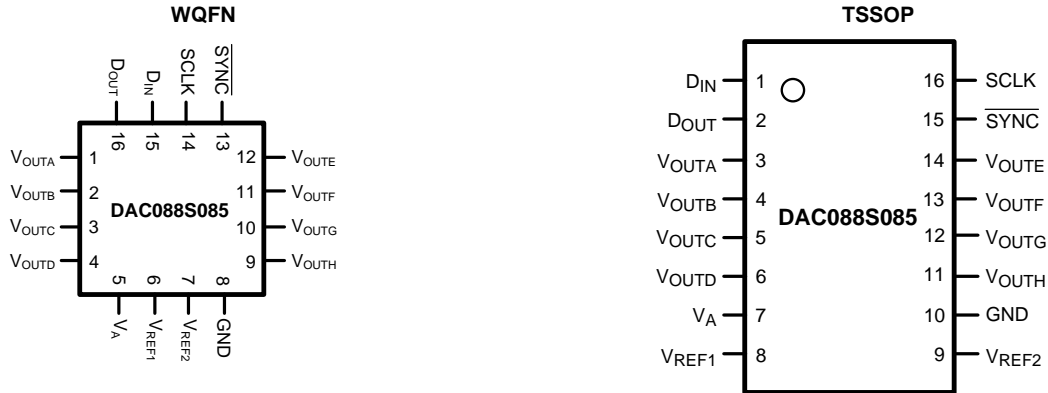 WQFN
DOUT DIN SCLK SYNC
16 15 14 13
VOUTA 1 12 VOUTE
VOUTB 2 11 VOUTF
DAC088S085
VOUTC 3 10 VOUTG
VOUTD 4 9 VOUTH
5 6 7 8
VA VREF1 VREF2 GND
TSSOP
DIN 1 16 SCLK
DOUT 2 15 SYNC
VOUTA 3 14 VOUTE
VOUTB 4 13 VOUTF
DAC088S085
VOUTC 5 12 VOUTG
VOUTD 6 11 VOUTH
VA 7 10 GND
VREF1 8 9 VREF2